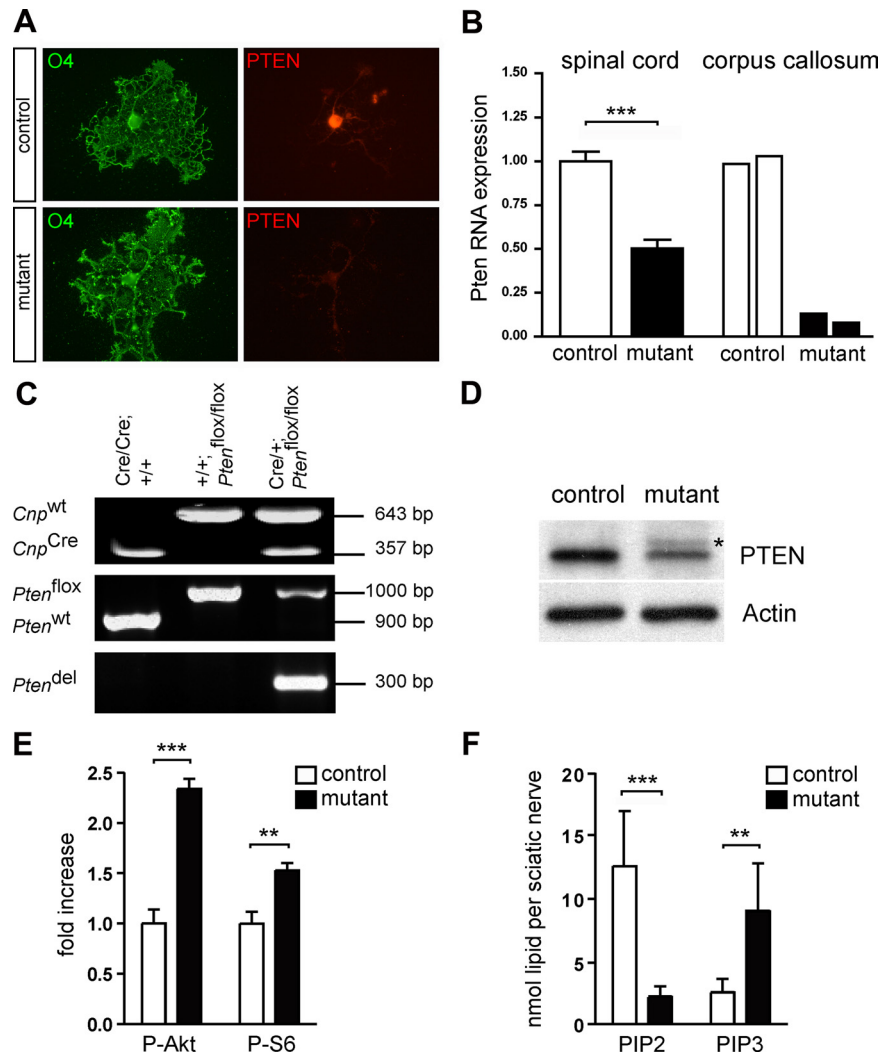 A
O4
PTEN
control
O4
PTEN
mutant
B
spinal cord
corpus callosum
Pten RNA expression
1.50
1.25
1.00
0.75
0.50
0.25
0.00
***
control
mutant
control
mutant
C
Cre/Cre;
+/+
+/+;
Pten flox/flox
Cre/+;
Pten flox/flox
Cnp wt
643 bp
Cnp Cre
357 bp
Pten flox
1000 bp
Pten wt
900 bp
Pten del
300 bp
D
control mutant
*
PTEN
Actin
E
control
mutant
fold increase
2.5
2.0
1.5
1.0
0.5
0.0
***
**
P-Akt
P-S6
F
control
mutant
nmol lipid per sciatic nerve
20
15
10
5
0
***
**
PIP2
PIP3